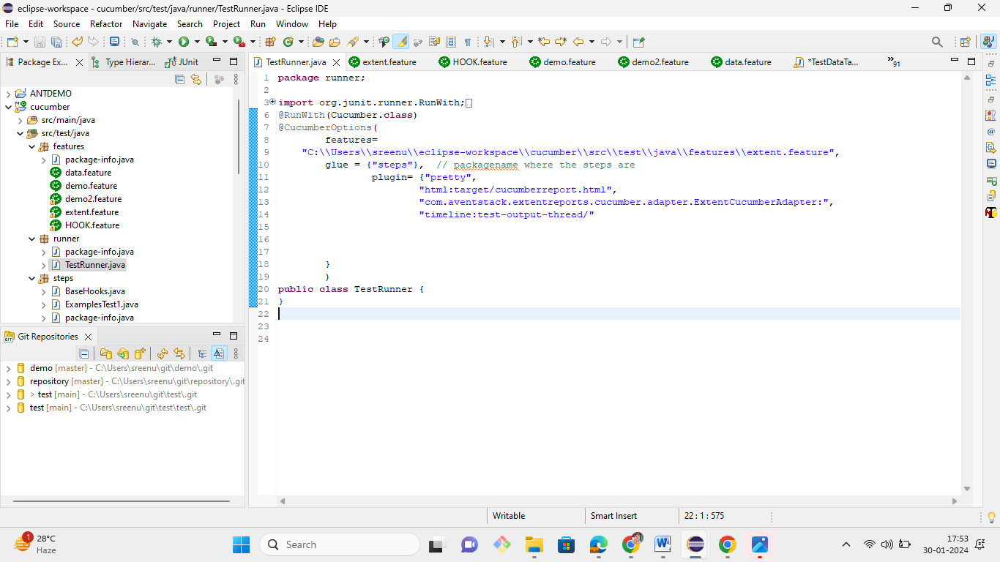 eclipse-workspace - cucumber/src/test/java/runner/TestRunner.java - Eclipse IDE
File Edit Source Refactor Navigate Search Project Run Window Help
Package Ex... Type Hierar... JUnit
ANTDEMO
cucumber
src/main/java
src/test/java
features
package-info.java
data.feature
demo.feature
demo2.feature
extent.feature
HOOK.feature
runner
package-info.java
TestRunner.java
steps
BaseHooks.java
ExamplesTest1.java
package-info.java
Git Repositories
GIT
demo [master] - C:\Users\sreenu\git\demo\.git
repository [master] - C:\Users\sreenu\git\repository\.git
> test [main] - C:\Users\sreenu\git\test\.git
test [main] - C:\Users\sreenu\git\test\test\.git
TestRunner.java extent.feature HOOK.feature demo.feature demo2.feature data.feature *TestDataTa... »91
1 package runner;
2
3 import org.junit.runner.RunWith;
6 @RunWith(Cucumber.class)
7 @CucumberOptions(
8 features=
9 "C:\\Users\\sreenu\\eclipse-workspace\\cucumber\\src\\test\\java\\features\\extent.feature",
10 glue = {"steps"}, // packagename where the steps are
11 plugin= {"pretty",
12 "html:target/cucumberreport.html",
13 "com.aventstack.extentreports.cucumber.adapter.ExtentCucumberAdapter:",
14 "timeline:test-output-thread/"
15
16
17
18 }
19 )
20 public class TestRunner {
21 }
22
23
24
Writable Smart Insert 22 : 1 : 575
1
28°C
Haze
Search
17:53
30-01-2024